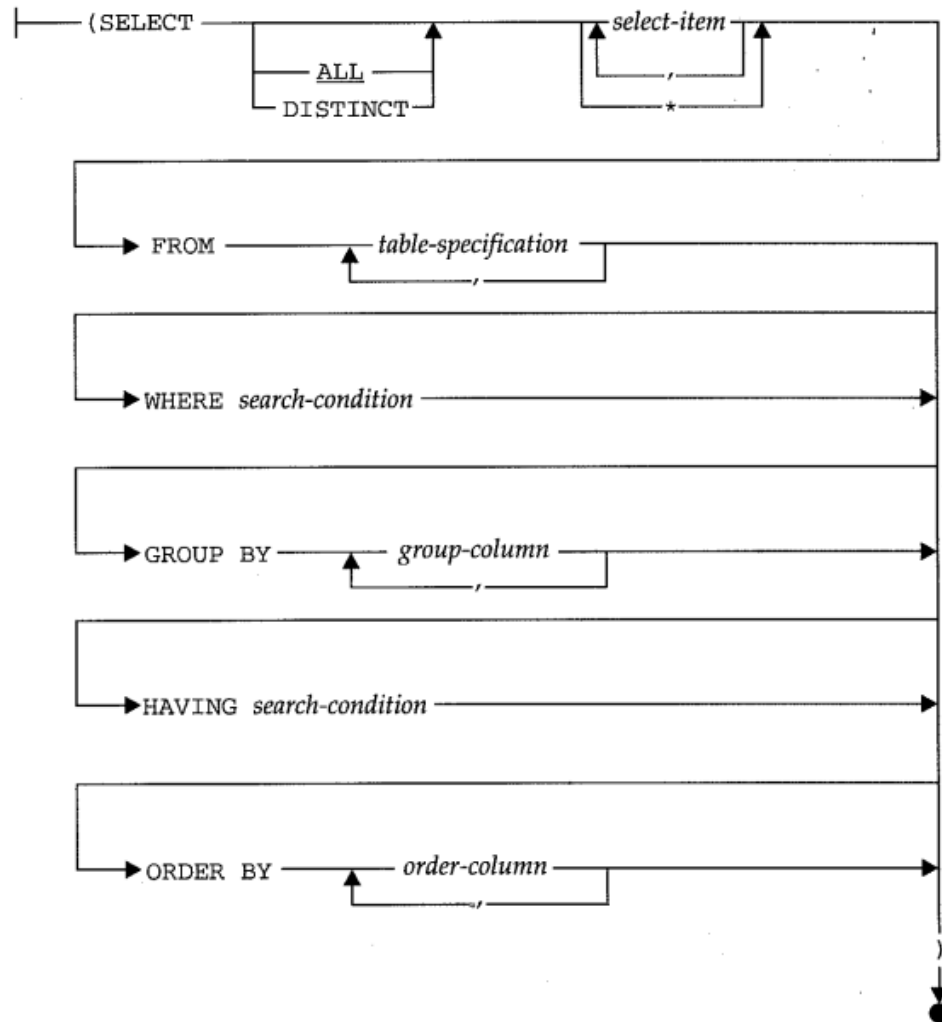 (SELECT select-item
ALL ,
DISTINCT *
FROM table-specification
,
WHERE search-condition
GROUP BY group-column
,
HAVING search-condition
ORDER BY order-column
,
)